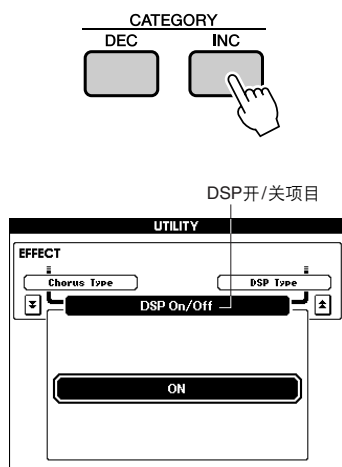 CATEGORY
DEC INC
DSP开/关项目
UTILITY
EFFECT
Chorus Type DSP Type
DSP On/Off
ON